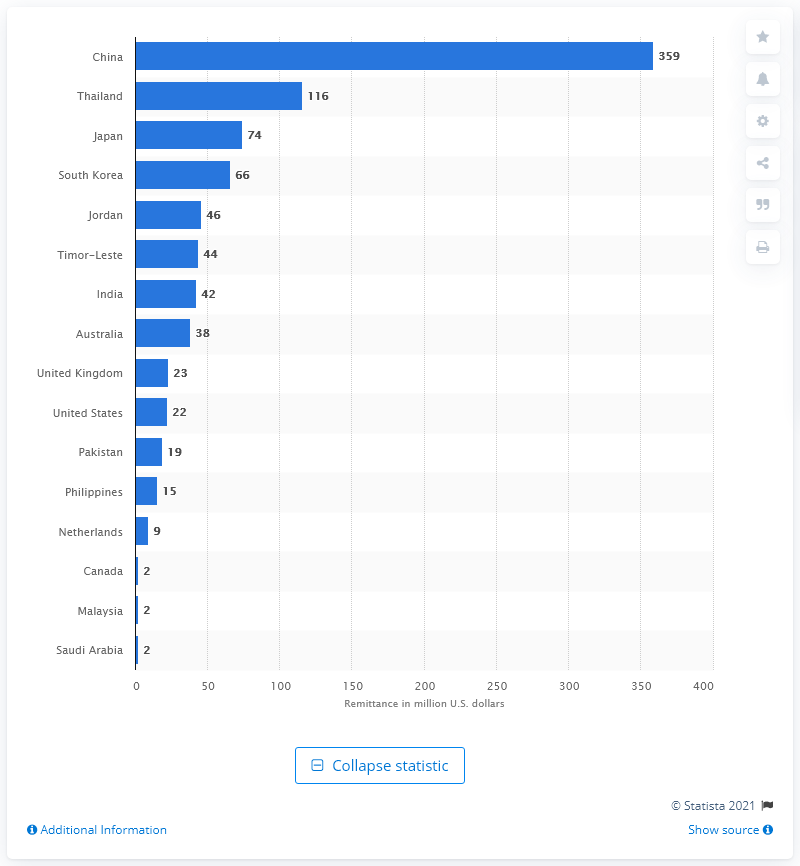 China 359
Thailand 116
Japan 74
South Korea 66
Jordan 46
Timor-Leste 44
India 42
Australia 38
United Kingdom 23
United States 22
Pakistan 19
Philippines 15
Netherlands 9
Canada 2
Malaysia 2
Saudi Arabia 2
0 50 100 150 200 250 300 350 400
Remittance in million U.S. dollars
Collapse statistic
© Statista 2021
Additional Information Show source